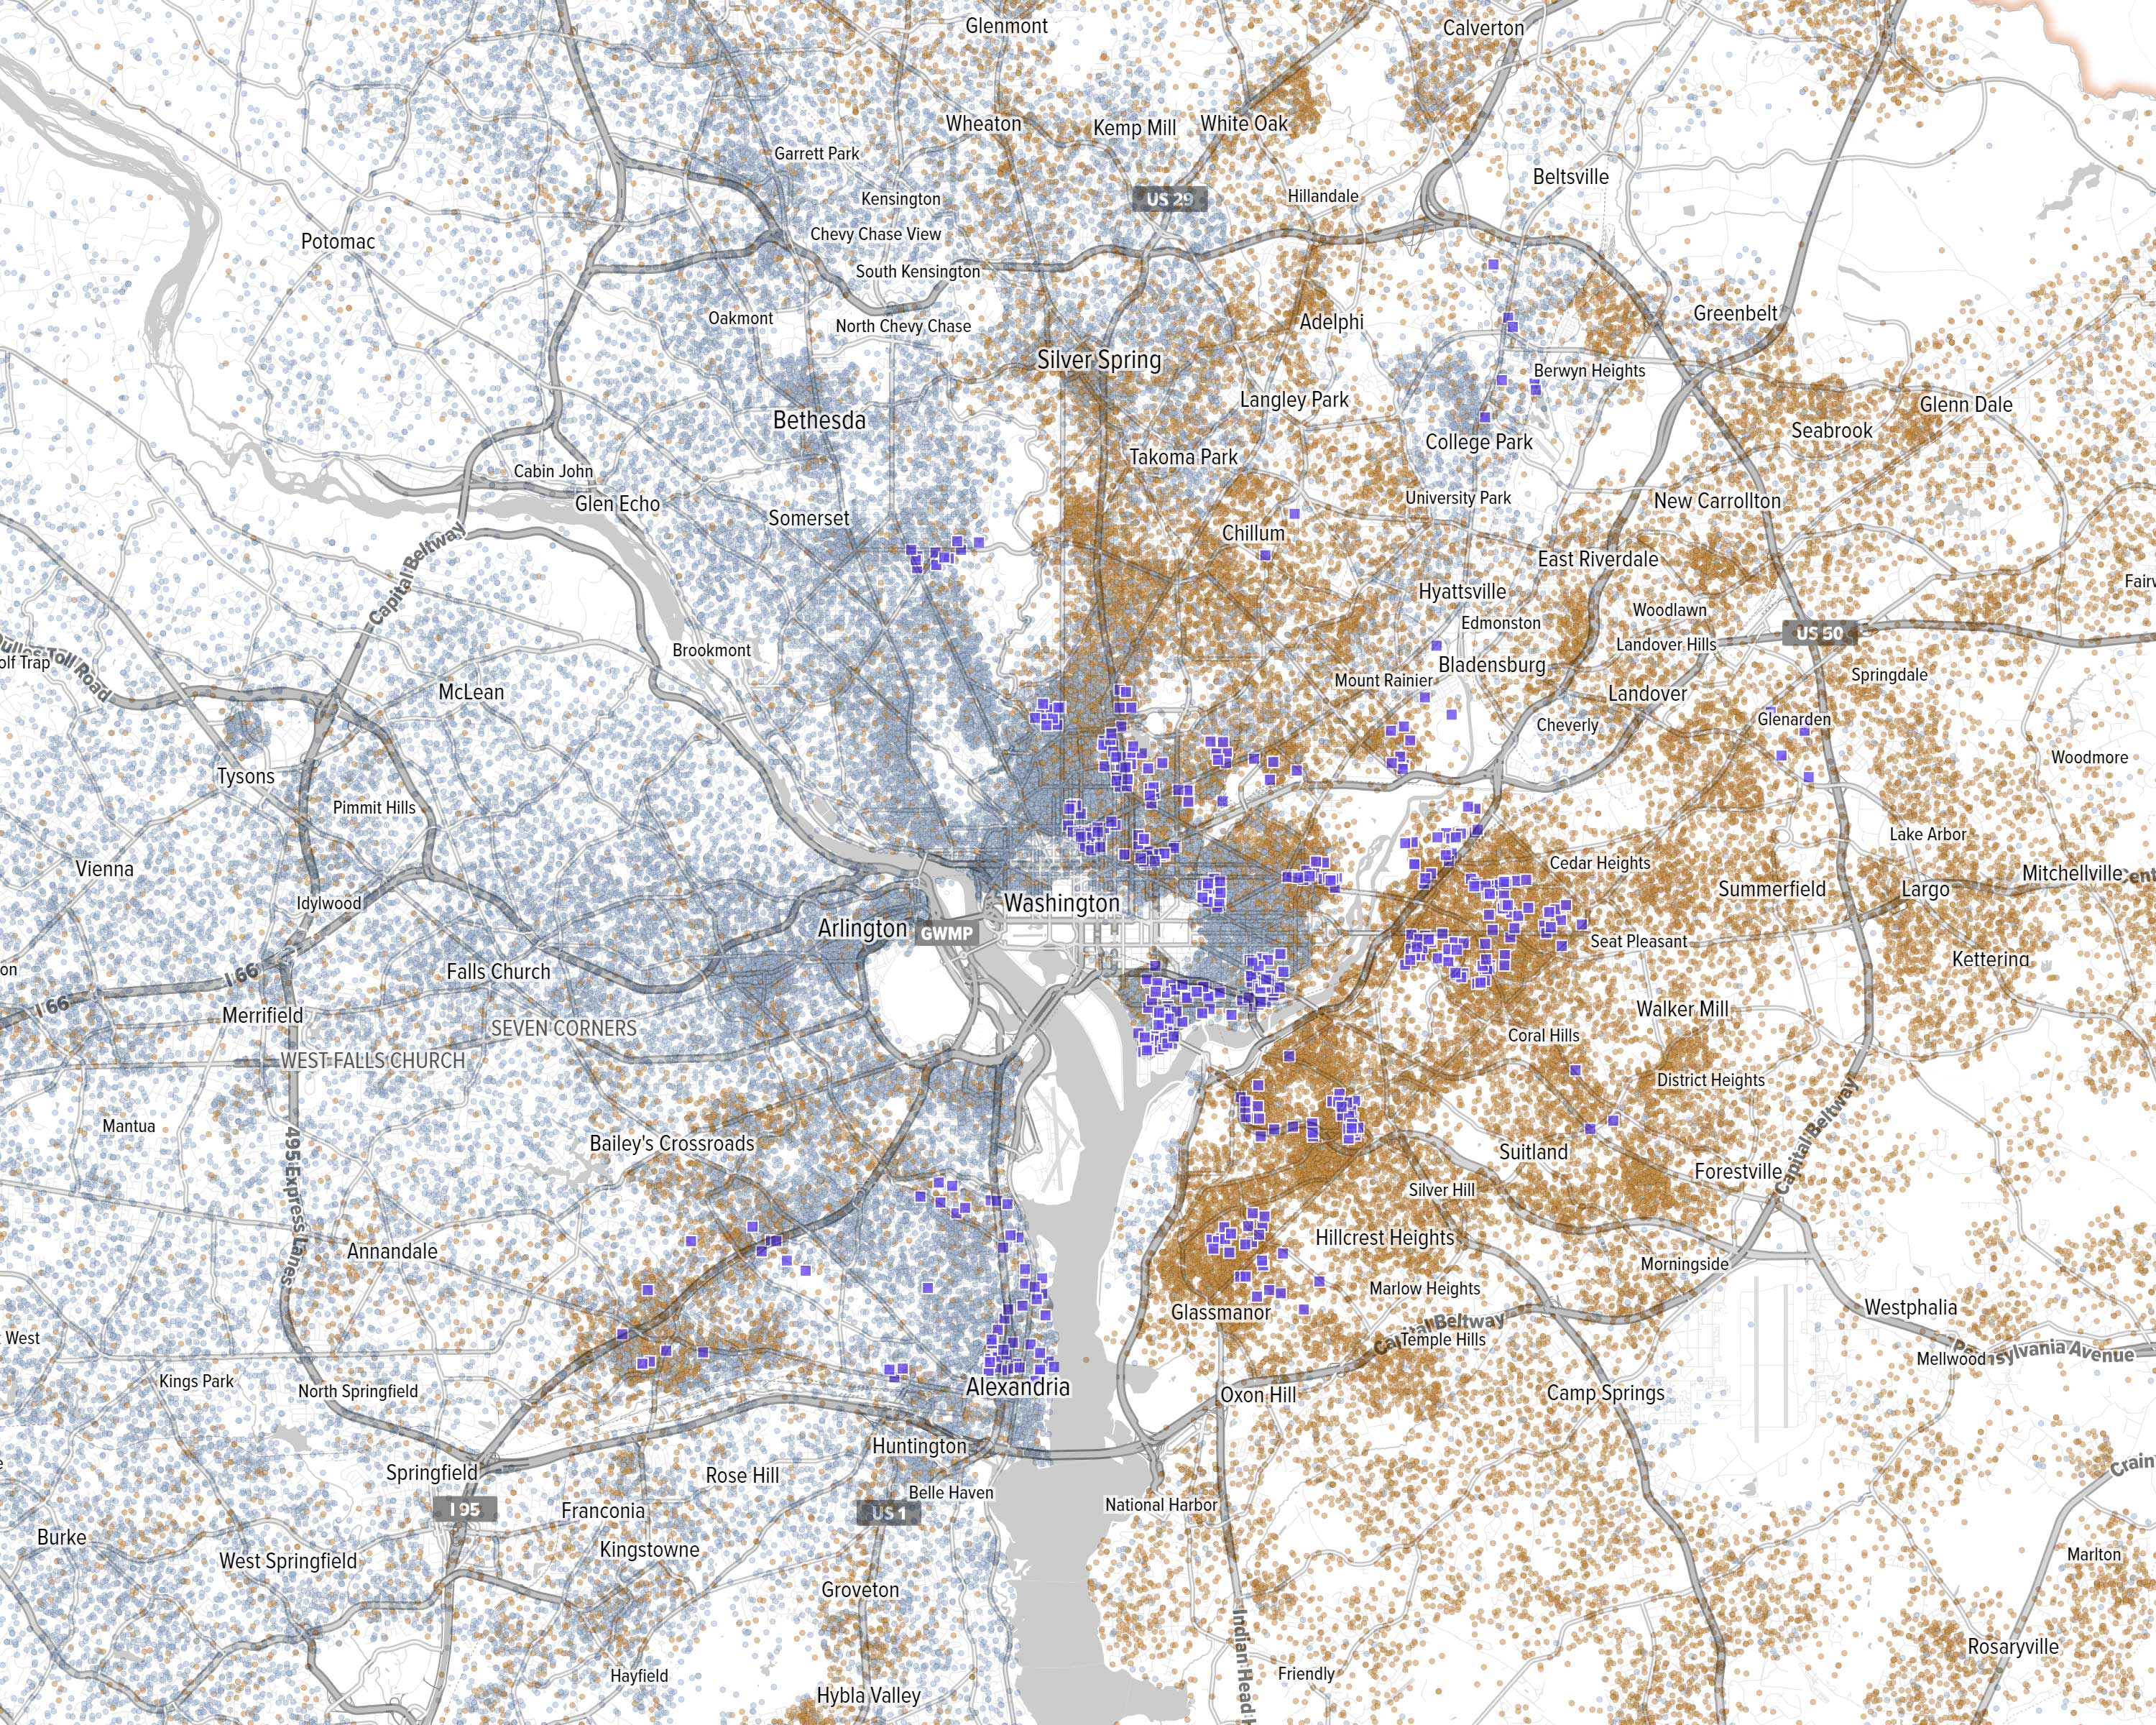 Glenmont
Calverton
Wheaton
Kemp Mill
White Oak
Garrett Park
Beltsville
Kensington
US 29
Hillandale
Chevy Chase View
Potomac
South Kensington
Oakmont
North Chevy Chase
Adelphi
Greenbelt
Silver Spring
Berwyn Heights
Langley Park
Glenn Dale
Bethesda
Seabrook
College Park
Takoma Park
Cabin John
Glen Echo
University Park
New Carrollton
Somerset
Chillum
Capital Beltway
East Riverdale
Hyattsville
Woodlawn
Edmonston
US 50
Landover Hills
Brookmont
olf Trap
Toll Road
Bladensburg
Springdale
Mount Rainier
McLean
Landover
Glenarden
Cheverly
Woodmore
Tysons
Pimmit Hills
Lake Arbor
Vienna
Cedar Heights
Mitchellville
Summerfield
Largo
Idylwood
Washington
Arlington
GWMP
Seat Pleasant
Kettering
on
Falls Church
I 66
I 66
Merrifield
SEVEN CORNERS
Walker Mill
Coral Hills
WEST FALLS CHURCH
District Heights
Mantua
Bailey's Crossroads
495 Express Lanes
Capital Beltway
Suitland
Forestville
Silver Hill
Annandale
Hillcrest Heights
Morningside
Marlow Heights
Glassmanor
Westphalia
Capital Beltway
Temple Hills
West
Mellwood
Pennsylvania Avenue
Kings Park
North Springfield
Alexandria
Oxon Hill
Camp Springs
Huntington
Springfield
Rose Hill
Crain
Belle Haven
National Harbor
I 95
Franconia
US 1
Burke
Kingstowne
West Springfield
Marlton
Groveton
Indian Head
Rosaryville
Hayfield
Friendly
Hybla Valley